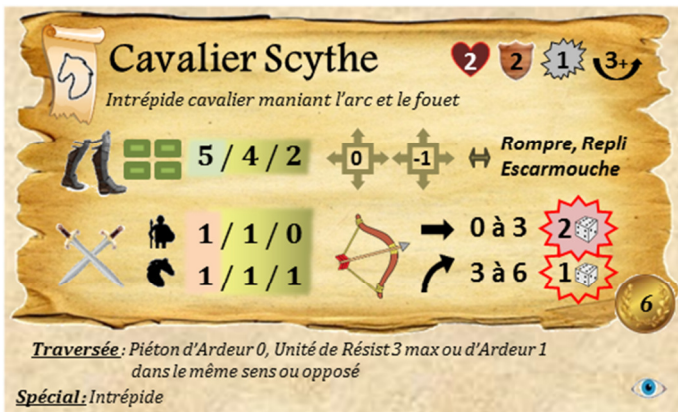 Cavalier Scythe
2 2 1 3+
Intrépide cavalier maniant l'arc et le fouet
5 / 4 / 2 0 -1 Rompre, Repli
Escarmouche
1 / 1 / 0 0 à 3 2
1 / 1 / 1 3 à 6 1
6
Traversée : Piéton d'Ardeur 0, Unité de Résist 3 max ou d'Ardeur 1
dans le même sens ou opposé
Spécial : Intrépide